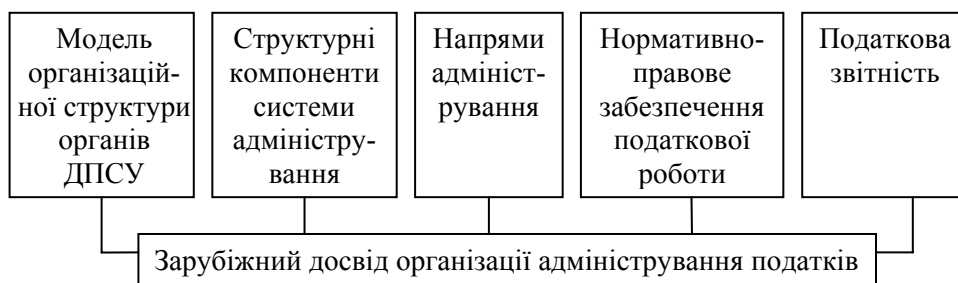 Модель
організацій-
ної структури
органів
ДПСУ
Структурні
компоненти
системи
адміністру-
вання
Напрями
адмініст-
рування
Нормативно-
правове
забезпечення
податкової
роботи
Податкова
звітність
Зарубіжний досвід організації адміністрування податків